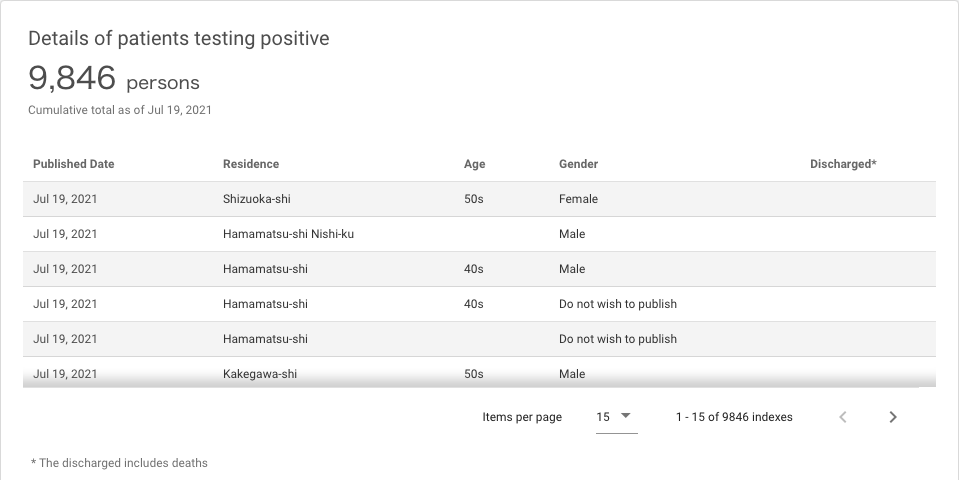 Details of patients testing positive
9,846 persons
Cumulative total as of Jul 19, 2021
Published Date Residence Age Gender Discharged*
Jul 19, 2021 Shizuoka-shi 50s Female
Jul 19, 2021 Hamamatsu-shi Nishi-ku Male
Jul 19, 2021 Hamamatsu-shi 40s Male
Jul 19, 2021 Hamamatsu-shi 40s Do not wish to publish
Jul 19, 2021 Hamamatsu-shi Do not wish to publish
Jul 19, 2021 Kakegawa-shi 50s Male
Items per page 15 1 - 15 of 9846 indexes
* The discharged includes deaths